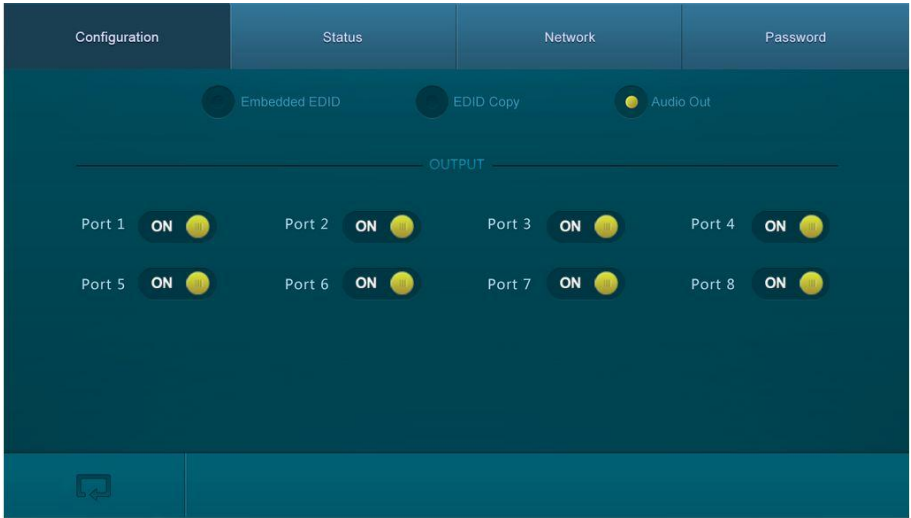 Configuration Status Network Password
Embedded EDID EDID Copy Audio Out
OUTPUT
Port 1 ON Port 2 ON Port 3 ON Port 4 ON
Port 5 ON Port 6 ON Port 7 ON Port 8 ON